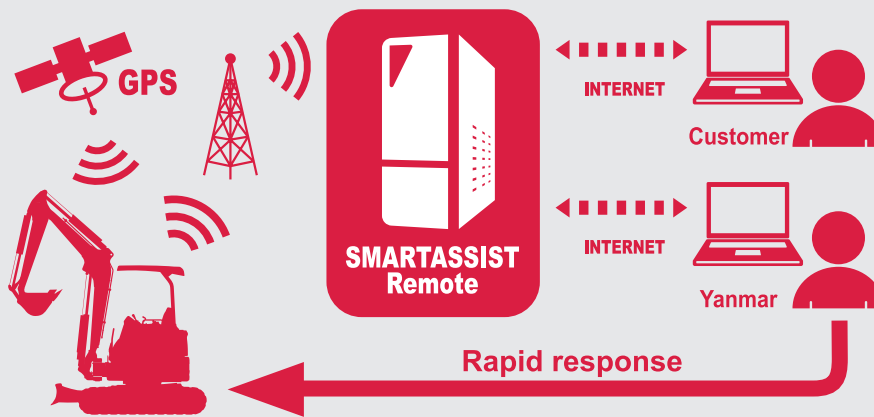 GPS
SMARTASSIST
Remote
INTERNET
Customer
INTERNET
Yanmar
Rapid response